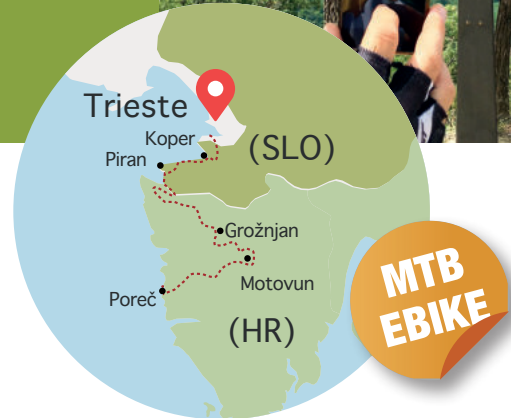 Trieste
Koper
(SLO)
Piran
Grožnjan
Motovun
Poreč
(HR)
MTB
EBIKE